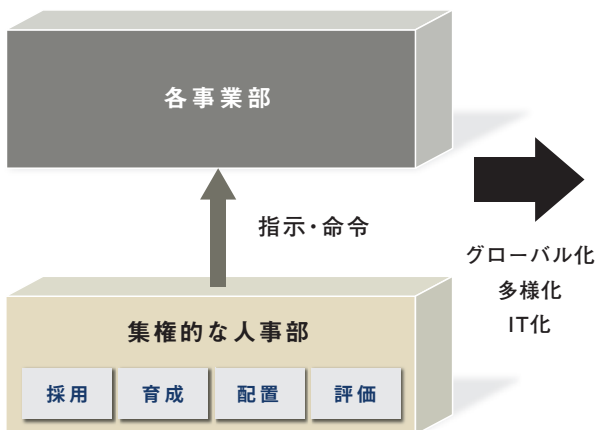 各事業部
指示・命令
グローバル化
多様化
IT化
集権的な人事部
採用
育成
配置
評価